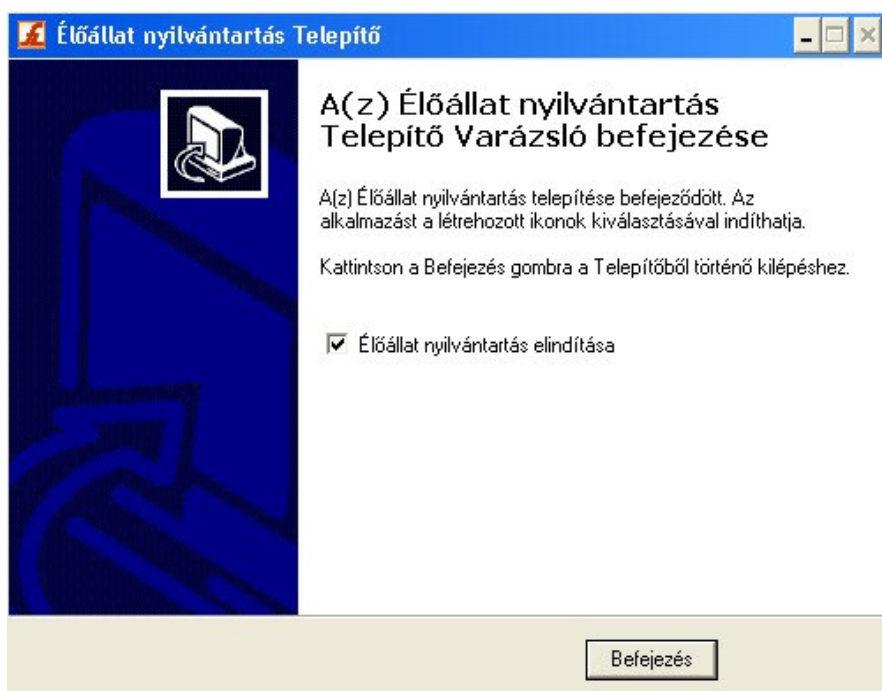 Élőállat nyilvántartás Telepítő
A(z) Élőállat nyilvántartás
Telepítő Varázsló befejezése
A(z) Élőállat nyilvántartás telepítése befejeződött. Az
alkalmazást a létrehozott ikonok kiválasztásával indíthatja.
Kattintson a Befejezés gombra a Telepítőből történő kilépéshez.
Élőállat nyilvántartás elindítása
Befejezés